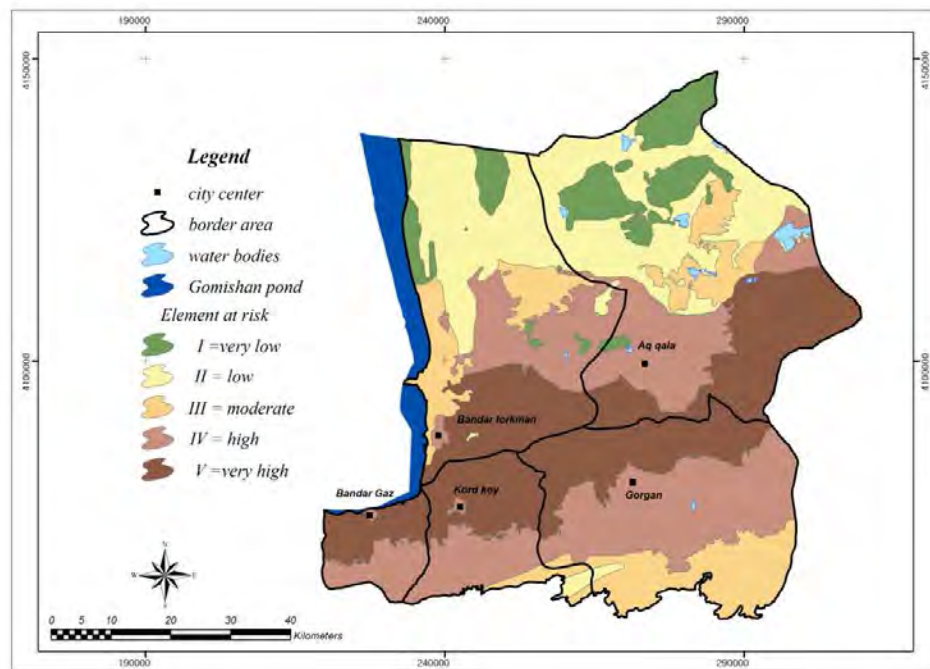 190000 240000 290000
4150000 4150000
Legend
city center
border area
water bodies
Gomishan pond
Element at risk
I =very low
II = low
III = moderate
IV = high
V =very high
Aq qala
4100000 4100000
Bandar torkman
Bandar Gaz
Kord koy
Gorgan
N
W E
S
0 10 20 30 40
Kilometers
190000 240000 290000